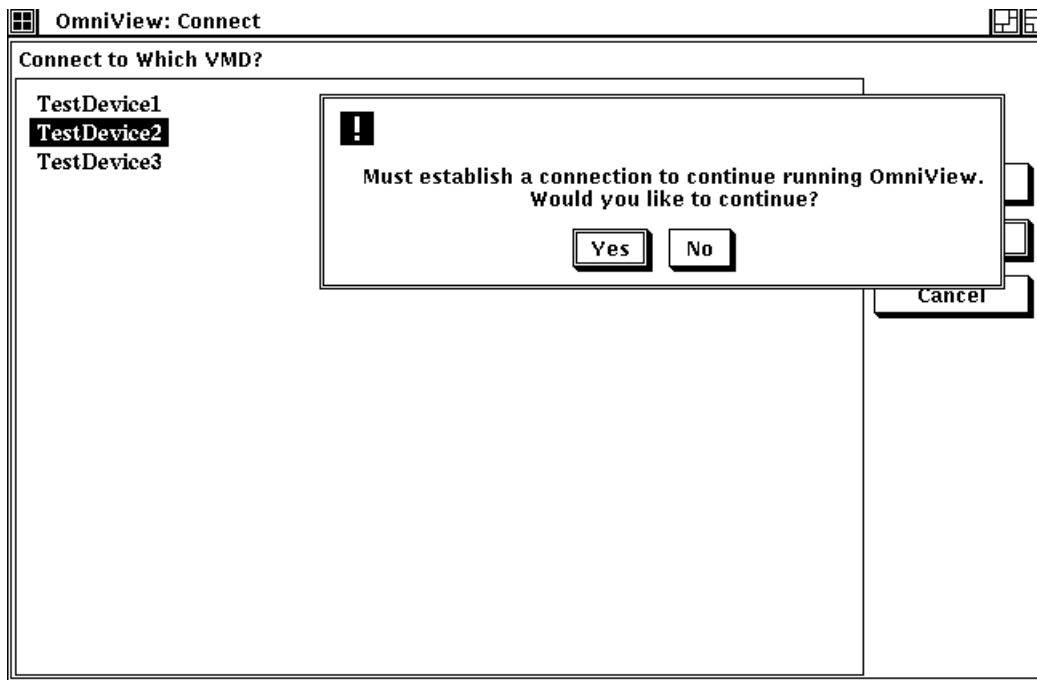 OmniView: Connect
Connect to Which VMD?
TestDevice1
TestDevice2
TestDevice3
!
Must establish a connection to continue running OmniView.
Would you like to continue?
Yes
No
Cancel